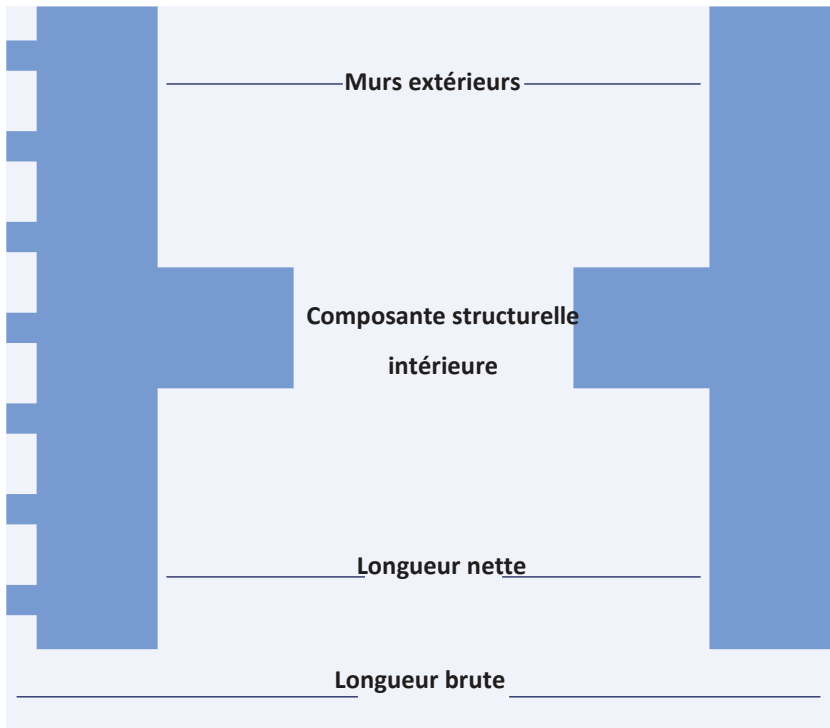 Murs extérieurs
Composante structurelle
intérieure
Longueur nette
Longueur brute